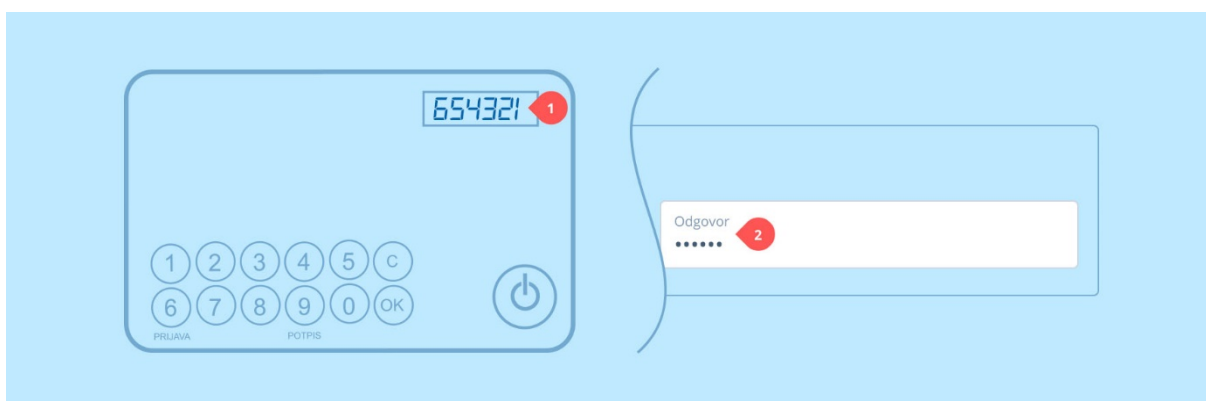 654321
1
Odgovor
••••••
2
1 2 3 4 5 C
6 7 8 9 0 OK
PRIJAVA POTPIS